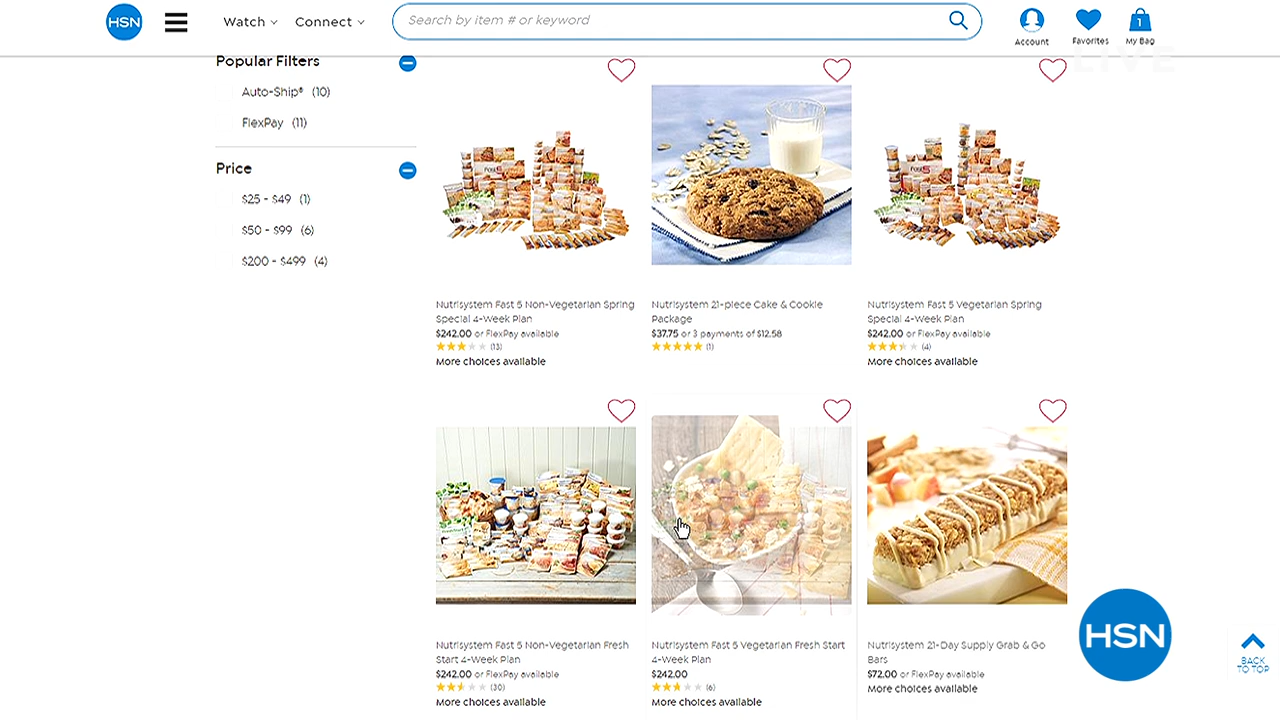 HSN
Watch
Connect
Search by item # or keyword
Account
Favorites
1
My Bag
LIVE
Popular Filters
Auto-Ship® (10)
FlexPay (11)
Price
$25 - $49 (1)
$50 - $99 (6)
$200 - $499 (4)
Nutrisystem Fast 5 Non-Vegetarian Spring
Special 4-Week Plan
$242.00 or FlexPay available
(13)
More choices available
Nutrisystem 21-piece Cake & Cookie
Package
$37.75 or 3 payments of $12.58
(1)
Nutrisystem Fast 5 Vegetarian Spring
Special 4-Week Plan
$242.00 or FlexPay available
(4)
More choices available
Nutrisystem Fast 5 Non-Vegetarian Fresh
Start 4-Week Plan
$242.00 or FlexPay available
(30)
More choices available
Nutrisystem Fast 5 Vegetarian Fresh Start
4-Week Plan
$242.00
(6)
More choices available
Nutrisystem 21-Day Supply Grab & Go
Bars
$72.00 or FlexPay available
More choices available
HSN
BACK
TO TOP